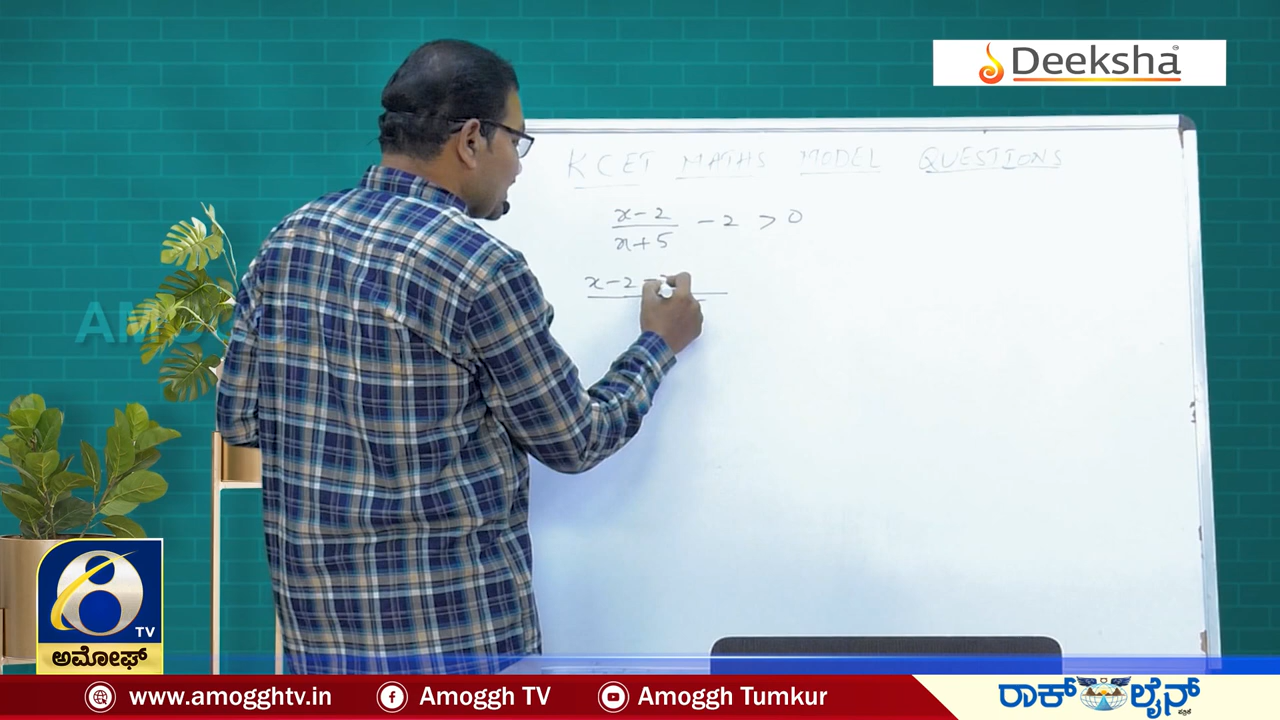 Deeksha
KCET MATHS MODEL QUESTIONS
x-2
x+5
-2 > 0
x-2
TV
ಅಮೋಘ್
www.amogghtv.in
Amoggh TV
Amoggh Tumkur
ರಾಕ್ ಲೈನ್